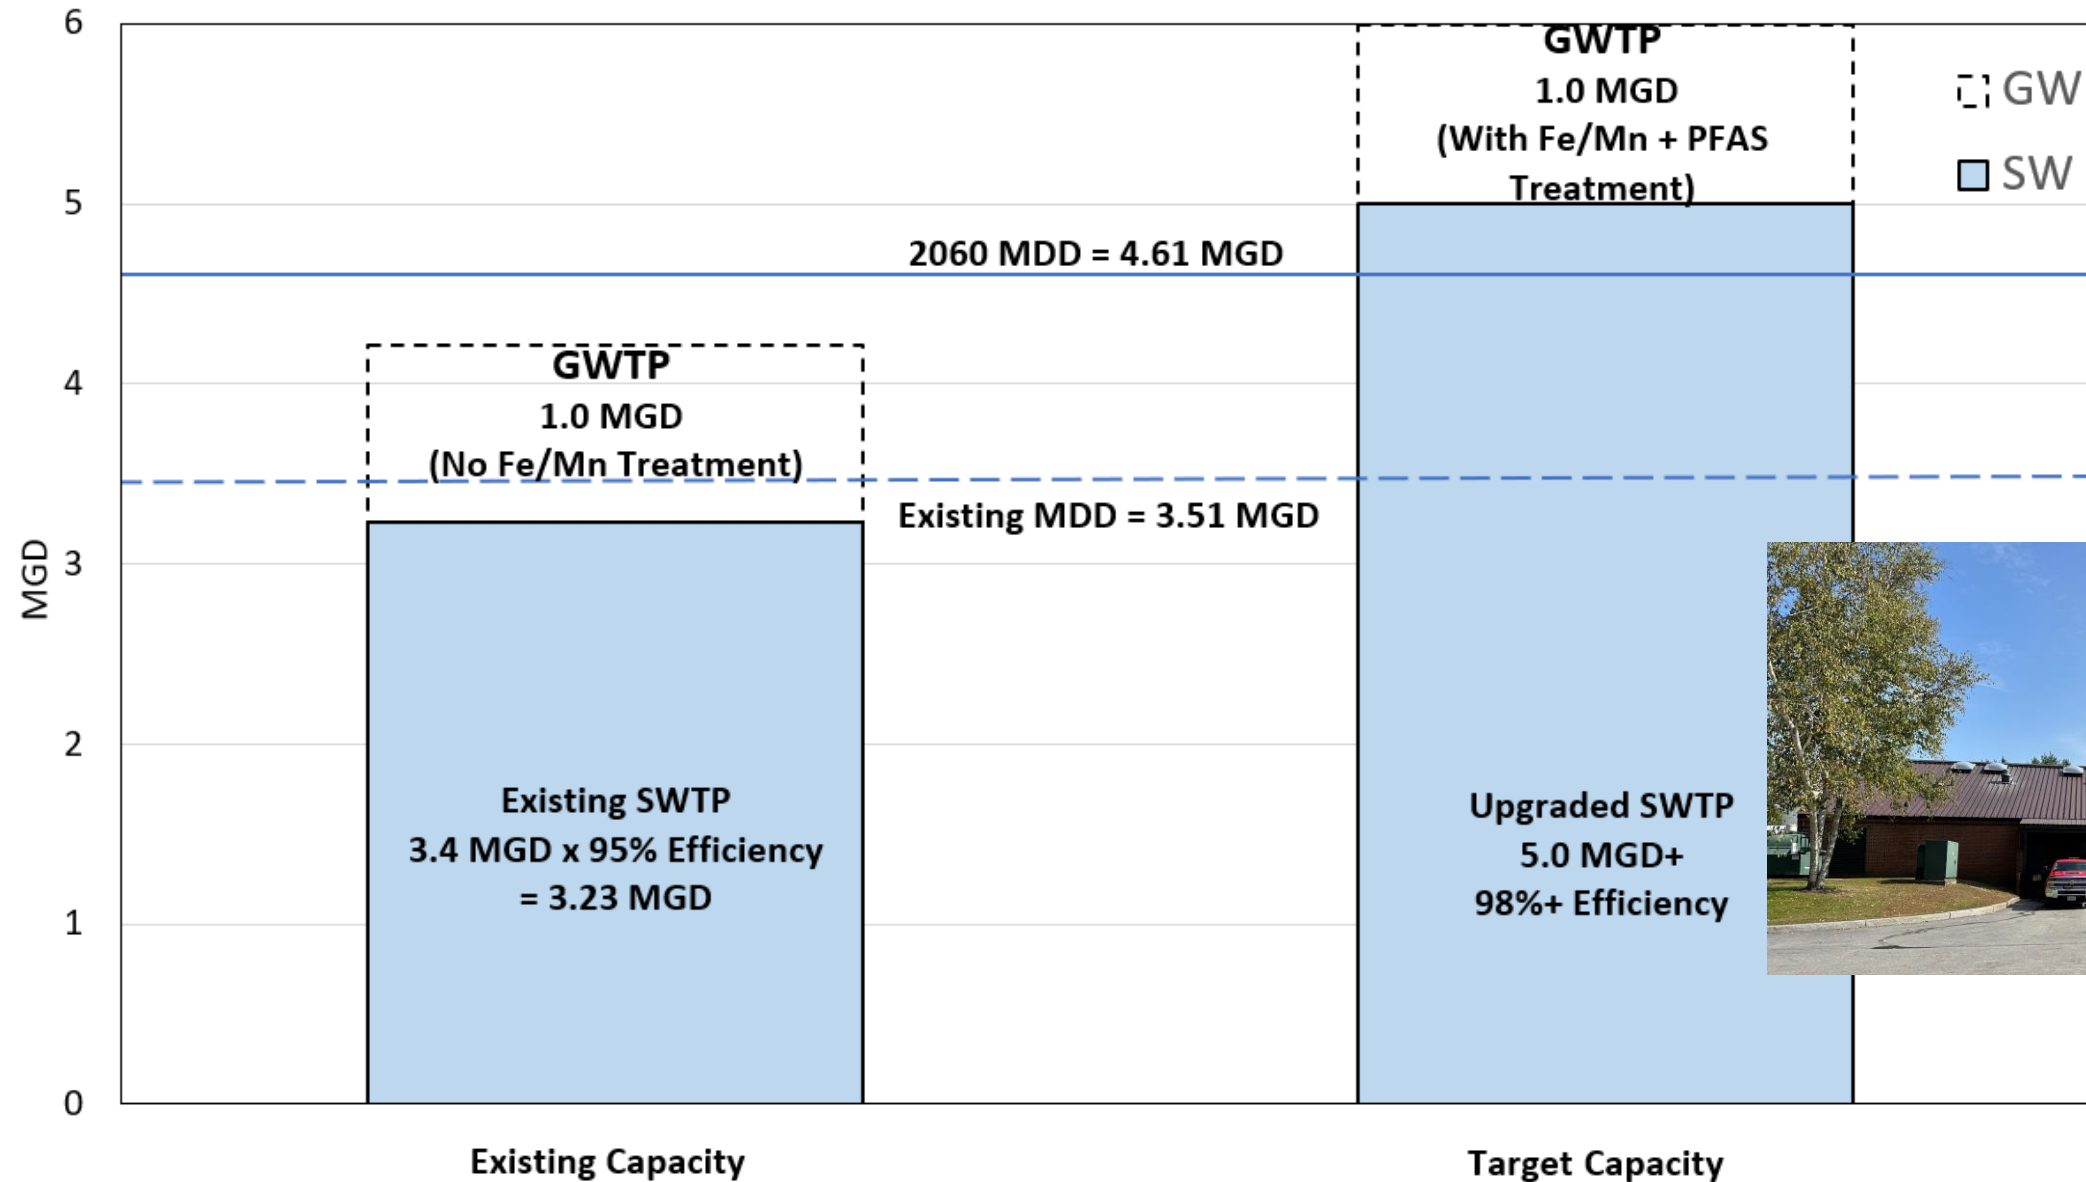 6
5
4
3
2
1
0
MGD
GWTP
1.0 MGD
(No Fe/Mn Treatment)
Existing SWTP
3.4 MGD x 95% Efficiency
= 3.23 MGD
2060 MDD = 4.61 MGD
Existing MDD = 3.51 MGD
GWTP
1.0 MGD
(With Fe/Mn + PFAS
Treatment)
Upgraded SWTP
5.0 MGD+
98%+ Efficiency
GW
SW
Existing Capacity
Target Capacity